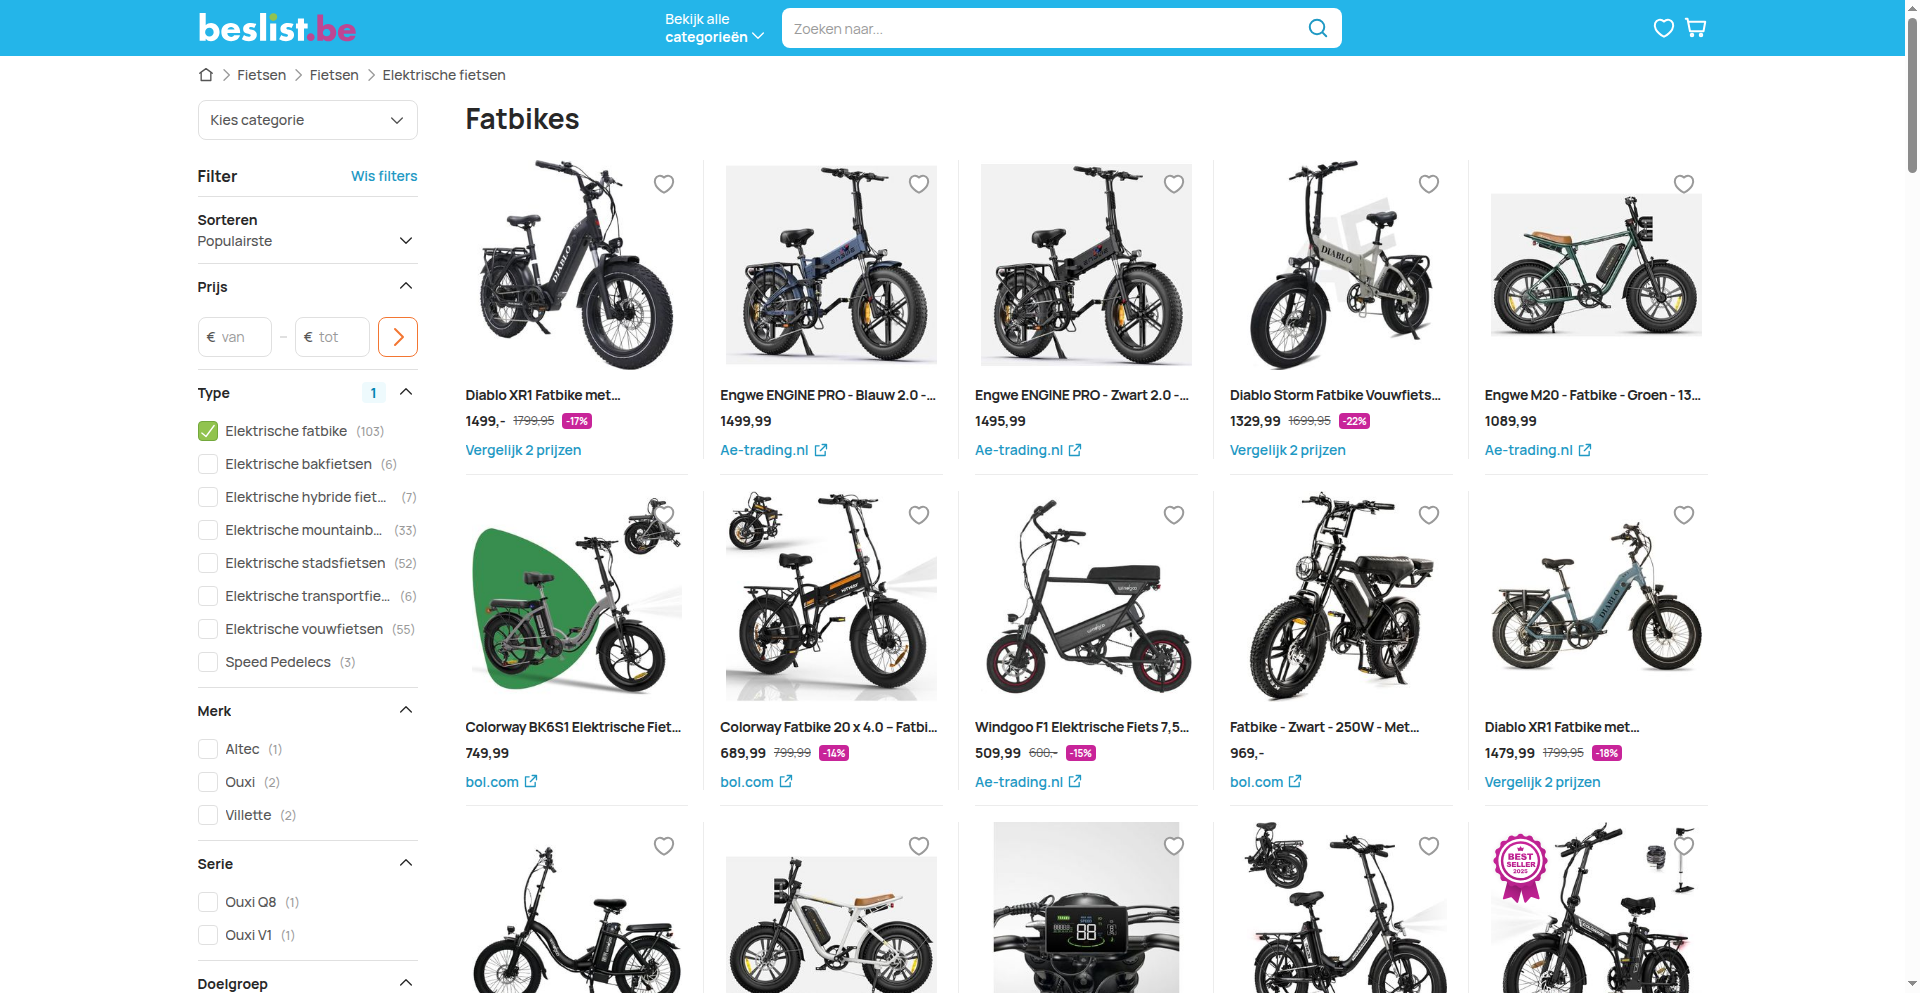 beslist.be
Bekijk alle
categorieën
Zoeken naar...
Fietsen
Fietsen
Elektrische fietsen
Kies categorie
Fatbikes
Filter
Wis filters
Sorteren
Populairste
Prijs
€ van
–
€ tot
Type
1
Elektrische fatbike (103)
Elektrische bakfietsen (6)
Elektrische hybride fiet... (7)
Elektrische mountainb... (33)
Elektrische stadsfietsen (52)
Elektrische transportfie... (6)
Elektrische vouwfietsen (55)
Speed Pedelecs (3)
Merk
Altec (1)
Ouxi (2)
Villette (2)
Serie
Ouxi Q8 (1)
Ouxi V1 (1)
Doelgroep
DIABLO
Diablo XR1 Fatbike met...
1499,- 1799,95 -17%
Vergelijk 2 prijzen
Engwe ENGINE PRO - Blauw 2.0 -...
1499,99
Ae-trading.nl
Engwe ENGINE PRO - Zwart 2.0 -...
1495,99
Ae-trading.nl
DIABLO
Diablo Storm Fatbike Vouwfiets...
1329,99 1699,95 -22%
Vergelijk 2 prijzen
Engwe M20 - Fatbike - Groen - 13...
1089,99
Ae-trading.nl
Colorway BK6S1 Elektrische Fiet...
749,99
bol.com
Colorway Fatbike 20 x 4.0 – Fatbi...
689,99 799,99 -14%
bol.com
Windgoo F1 Elektrische Fiets 7,5...
509,99 600,- -15%
Ae-trading.nl
Fatbike - Zwart - 250W - Met...
969,-
bol.com
DIABLO
Diablo XR1 Fatbike met...
1479,99 1799,95 -18%
Vergelijk 2 prijzen
88
BEST
SELLER
2025